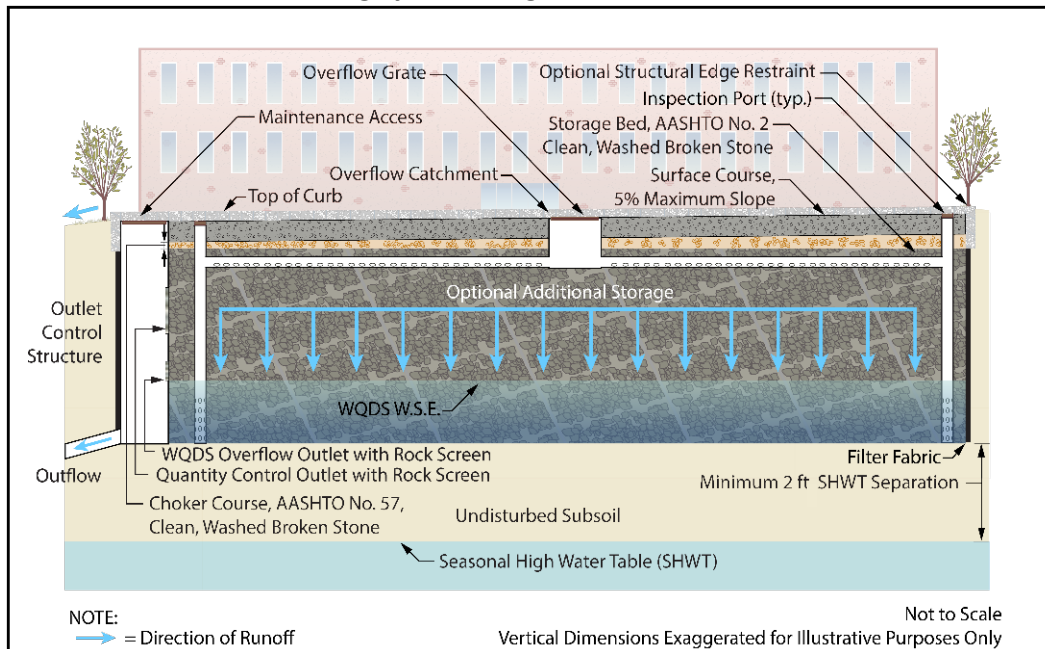 Overflow Grate
Optional Structural Edge Restraint
Inspection Port (typ.)
Maintenance Access
Storage Bed, AASHTO No. 2
Clean, Washed Broken Stone
Overflow Catchment
Surface Course,
5% Maximum Slope
Top of Curb
Optional Additional Storage
Outlet
Control
Structure
WQDS W.S.E.
WQDS Overflow Outlet with Rock Screen
Outflow
Quantity Control Outlet with Rock Screen
Filter Fabric
Minimum 2 ft SHWT Separation
Choker Course, AASHTO No. 57,
Clean, Washed Broken Stone
Undisturbed Subsoil
Seasonal High Water Table (SHWT)
NOTE:
= Direction of Runoff
Not to Scale
Vertical Dimensions Exaggerated for Illustrative Purposes Only